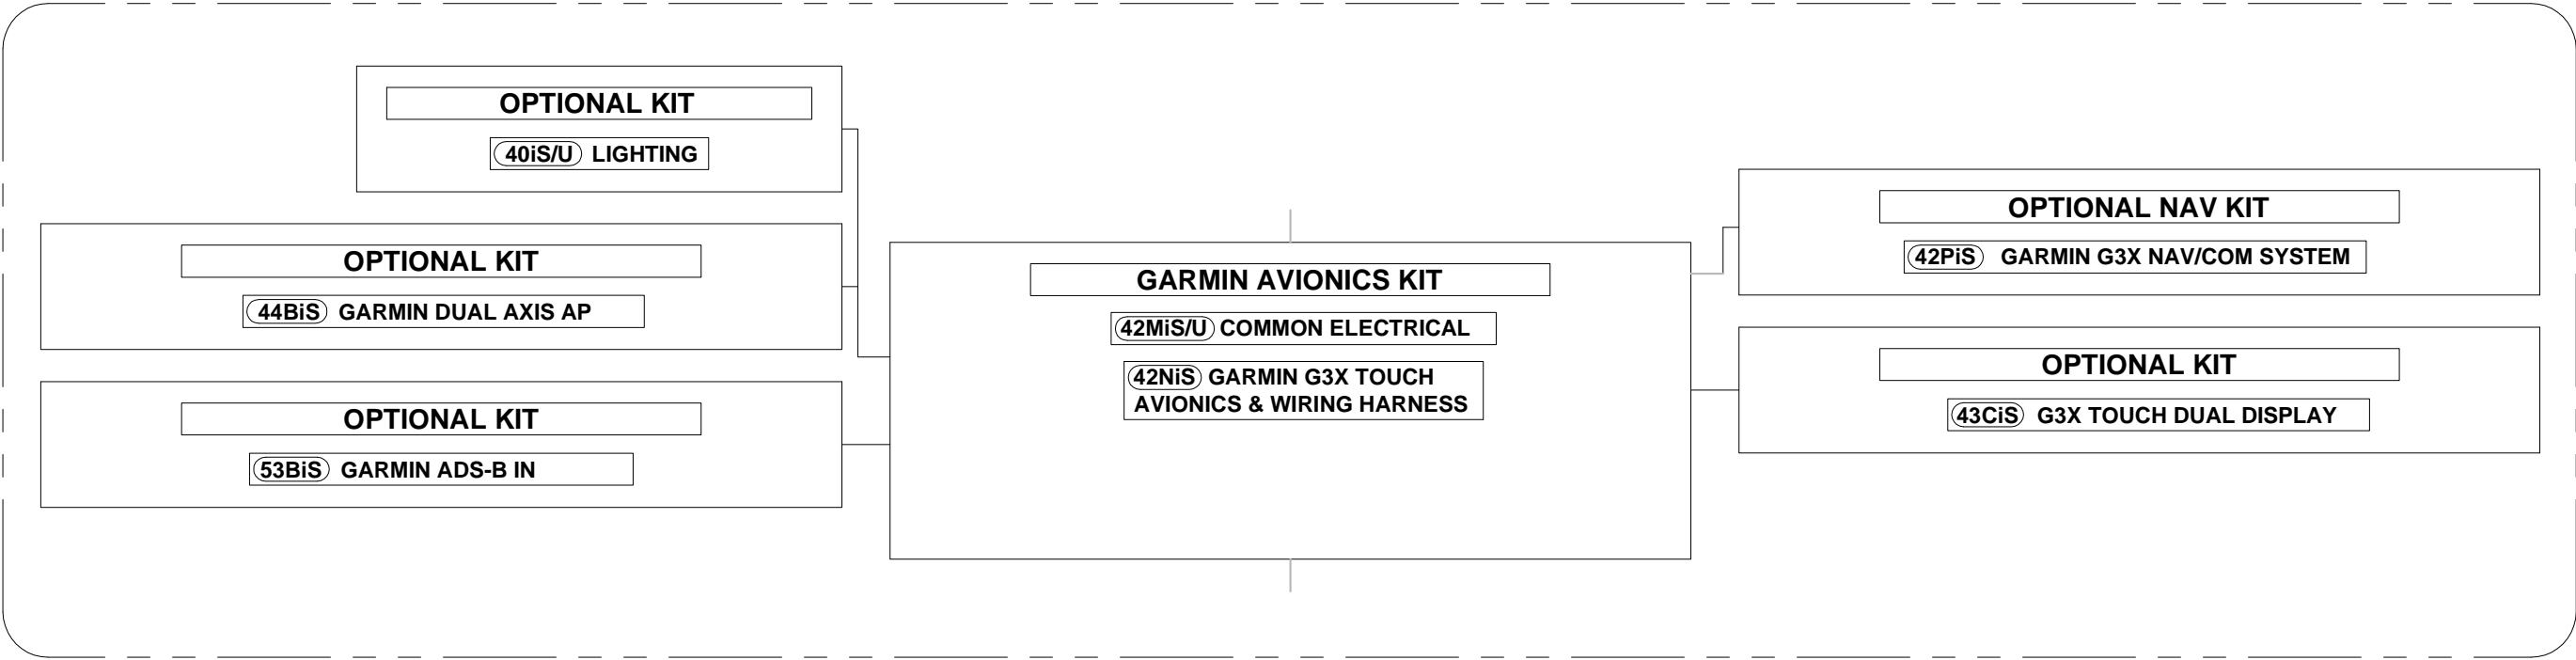 OPTIONAL KIT
40iS/U LIGHTING
OPTIONAL KIT
44BiS GARMIN DUAL AXIS AP
OPTIONAL KIT
53BiS GARMIN ADS-B IN
GARMIN AVIONICS KIT
42MiS/U COMMON ELECTRICAL
42NiS GARMIN G3X TOUCH
AVIONICS & WIRING HARNESS
OPTIONAL NAV KIT
42PiS GARMIN G3X NAV/COM SYSTEM
OPTIONAL KIT
43CiS G3X TOUCH DUAL DISPLAY